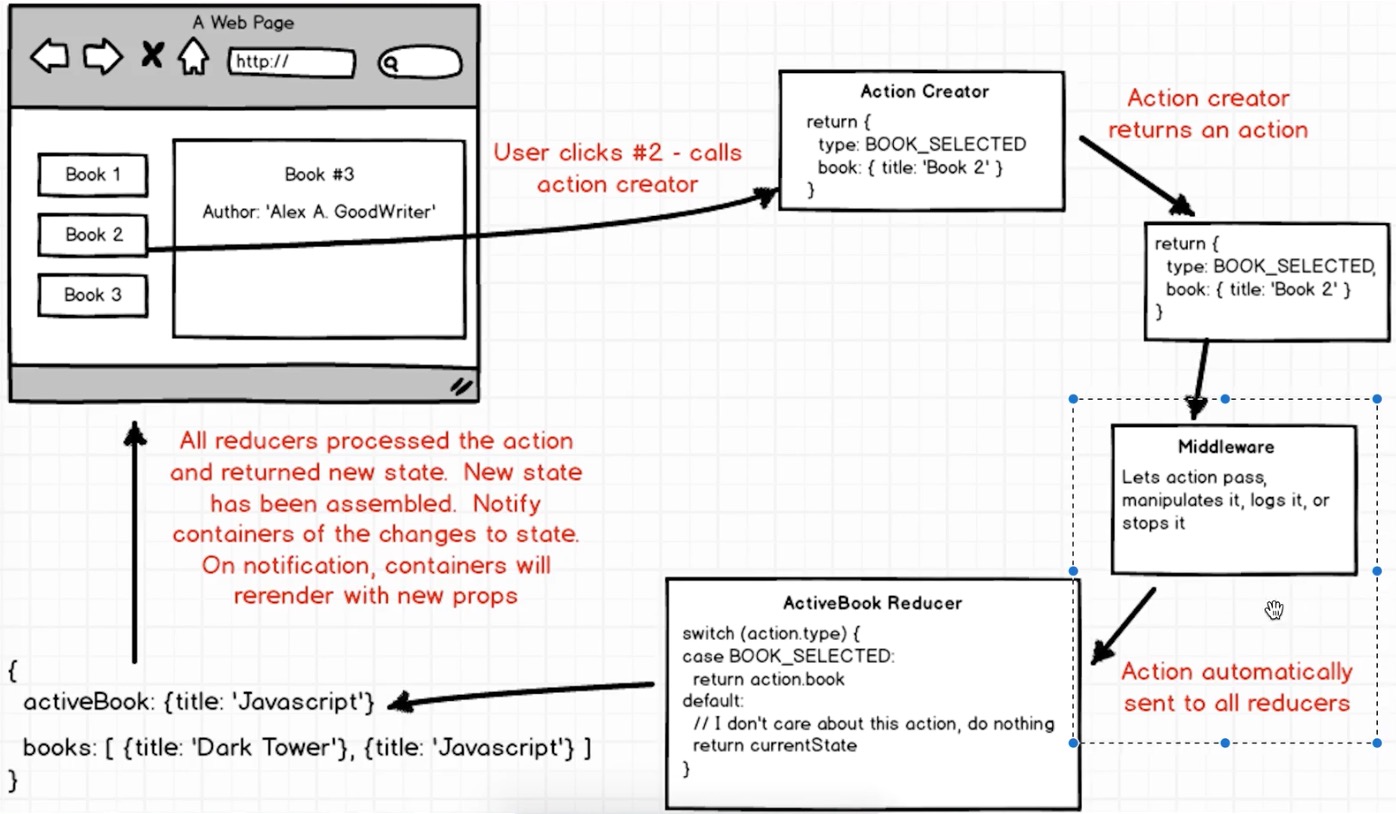 A Web Page
http://
Book 1
Book 2
Book 3
Book #3
Author: 'Alex A. GoodWriter'
User clicks #2 - calls
action creator
Action Creator
return {
type: BOOK_SELECTED
book: { title: 'Book 2' }
}
Action creator
returns an action
return {
type: BOOK_SELECTED,
book: { title: 'Book 2' }
}
Middleware
Lets action pass,
manipulates it, logs it, or
stops it
Action automatically
sent to all reducers
ActiveBook Reducer
switch (action.type) {
case BOOK_SELECTED:
return action.book
default:
// I don't care about this action, do nothing
return currentState
}
{
activeBook: {title: 'Javascript'}
books: [ {title: 'Dark Tower'}, {title: 'Javascript'} ]
}
All reducers processed the action
and returned new state. New state
has been assembled. Notify
containers of the changes to state.
On notification, containers will
rerender with new props